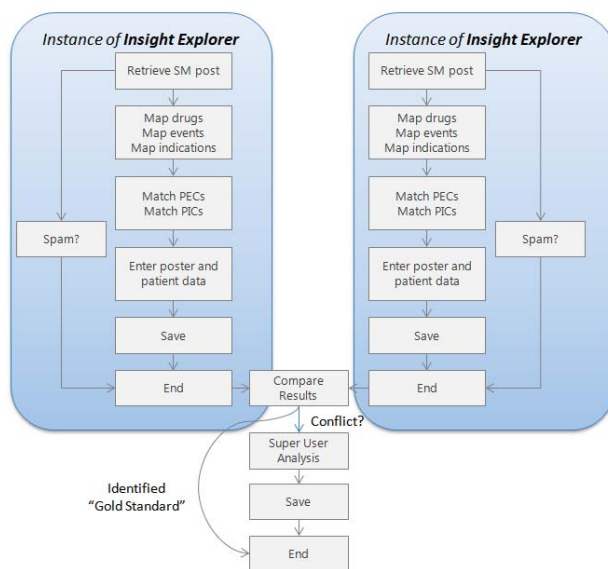 Instance of Insight Explorer
Retrieve SM post
Map drugs
Map events
Map indications
Match PECs
Match PICs
Spam?
Enter poster and
patient data
Save
End
Instance of Insight Explorer
Retrieve SM post
Map drugs
Map events
Map indications
Match PECs
Match PICs
Spam?
Enter poster and
patient data
Save
End
Compare
Results
Conflict?
Super User
Analysis
Identified
“Gold Standard”
Save
End